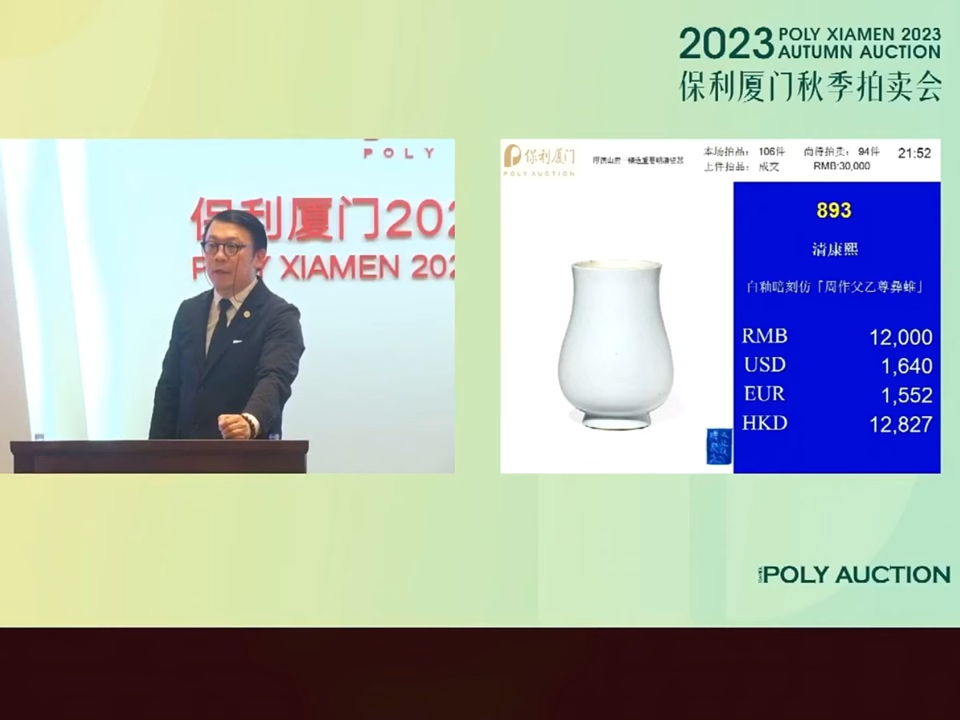 2023 POLY XIAMEN 2023
AUTUMN AUCTION
保利厦门秋季拍卖会
POLY
保利厦门202
POLY XIAMEN 202
保利厦门
POLY AUCTION
本场拍品: 106件 尚待拍卖: 94件 21:52
上件拍品: 成交 RMB:30,000
893
清康熙
白釉暗刻仿「周作父乙尊彝蜼」
RMB 12,000
USD 1,640
EUR 1,552
HKD 12,827
POLY AUCTION